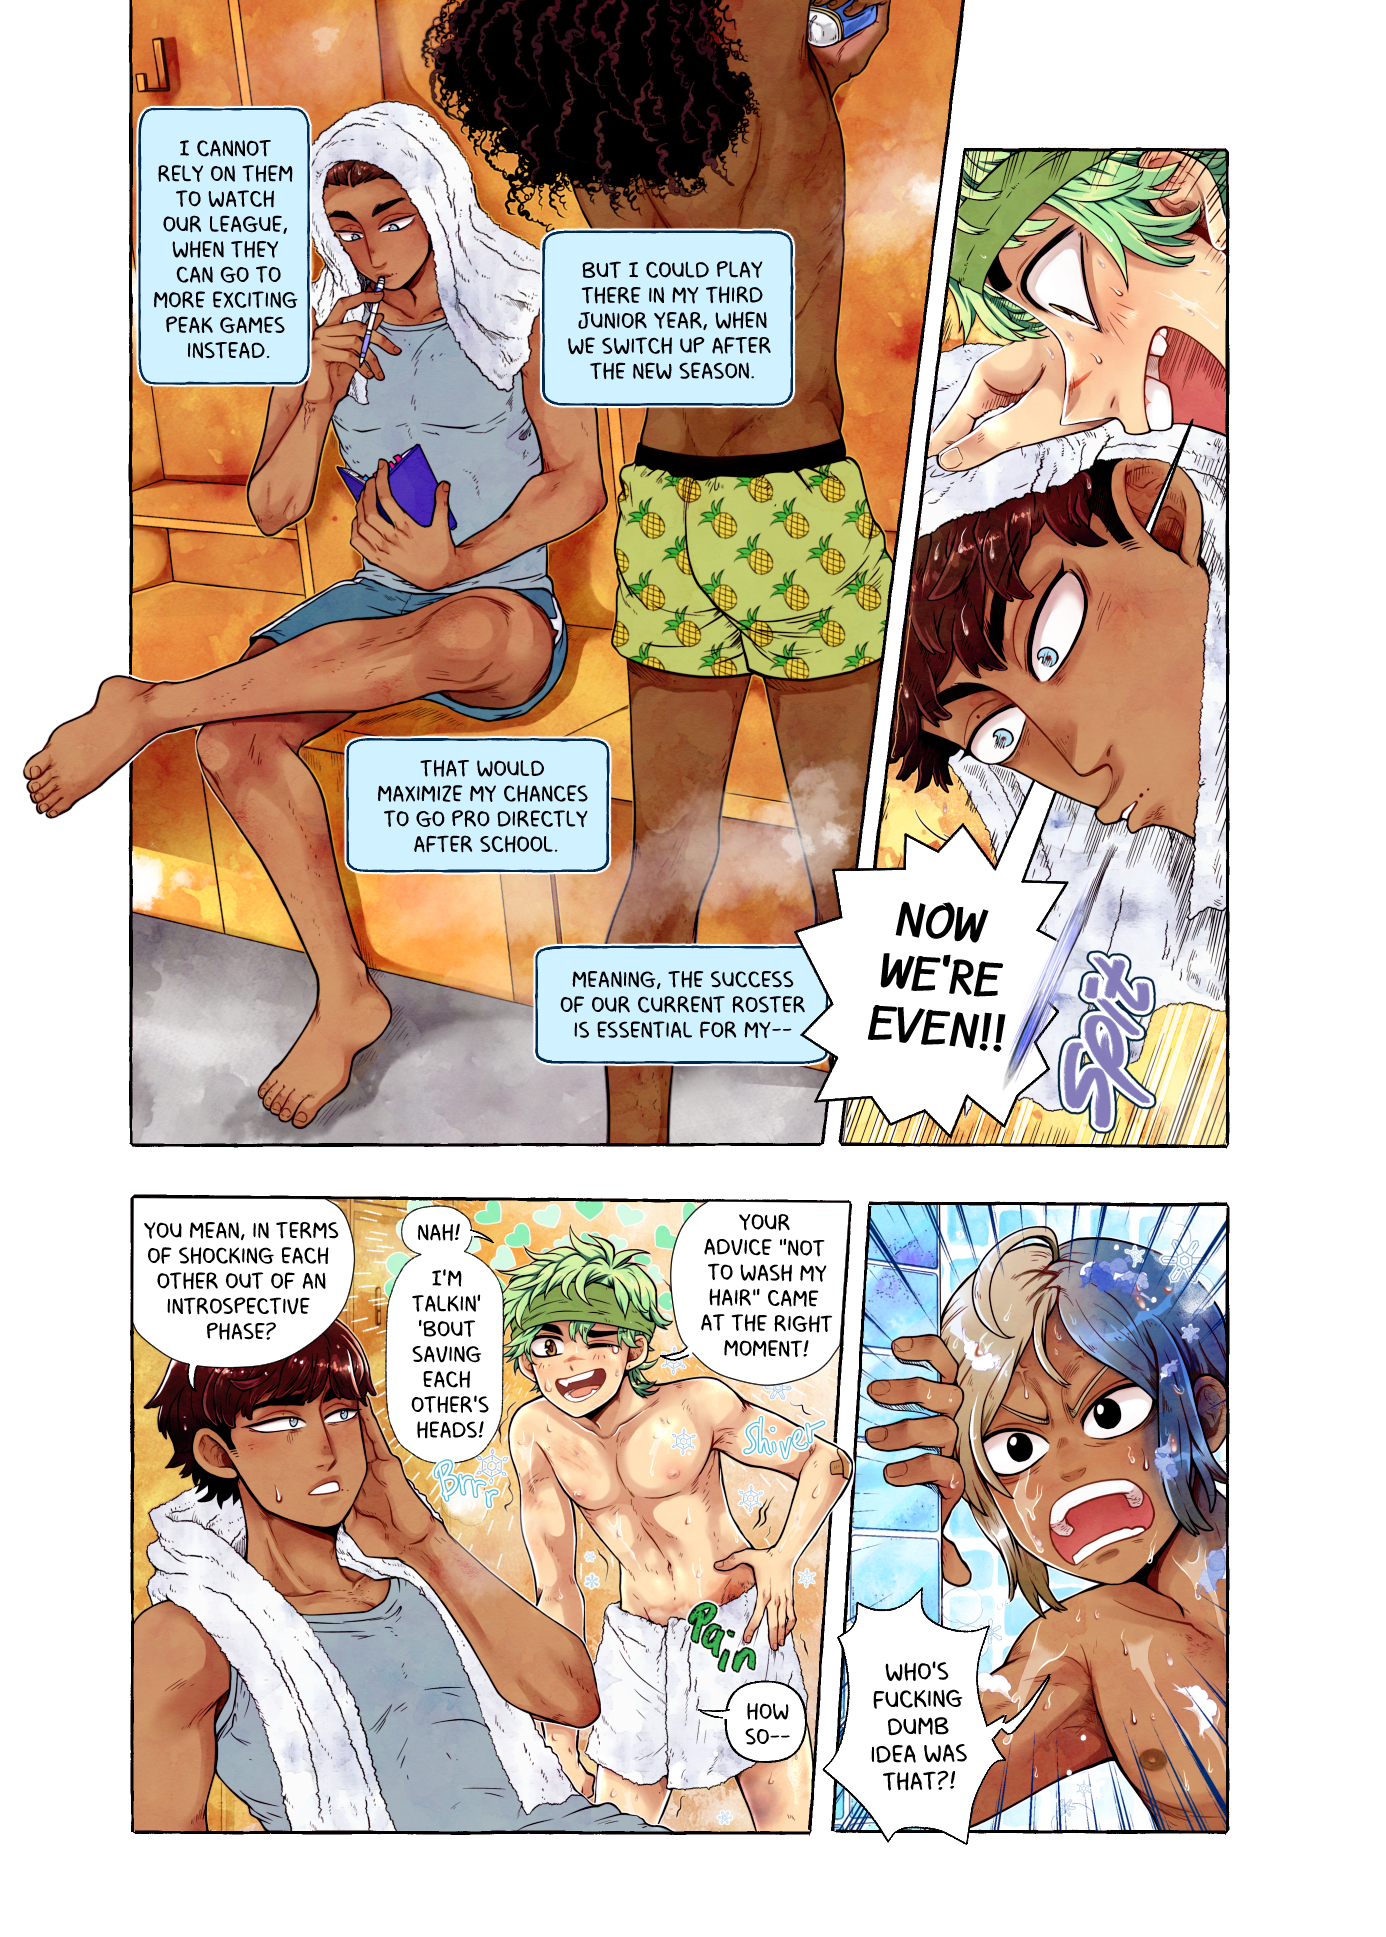 I CANNOT
RELY ON THEM
TO WATCH
OUR LEAGUE,
WHEN THEY
CAN GO TO
MORE EXCITING
PEAK GAMES
INSTEAD.
BUT I COULD PLAY
THERE IN MY THIRD
JUNIOR YEAR, WHEN
WE SWITCH UP AFTER
THE NEW SEASON.
THAT WOULD
MAXIMIZE MY CHANCES
TO GO PRO DIRECTLY
AFTER SCHOOL.
MEANING, THE SUCCESS
OF OUR CURRENT ROSTER
IS ESSENTIAL FOR MY--
NOW
WE'RE
EVEN!!
Spix
YOU MEAN, IN TERMS
OF SHOCKING EACH
OTHER OUT OF AN
INTROSPECTIVE
PHASE?
NAH!
I'M
TALKIN'
'BOUT
SAVING
EACH
OTHER'S
HEADS!
Brrr
YOUR
ADVICE "NOT
TO WASH MY
HAIR" CAME
AT THE RIGHT
MOMENT!
Shiver
Pain
HOW
SO--
WHO'S
FUCKING
DUMB
IDEA WAS
THAT?!